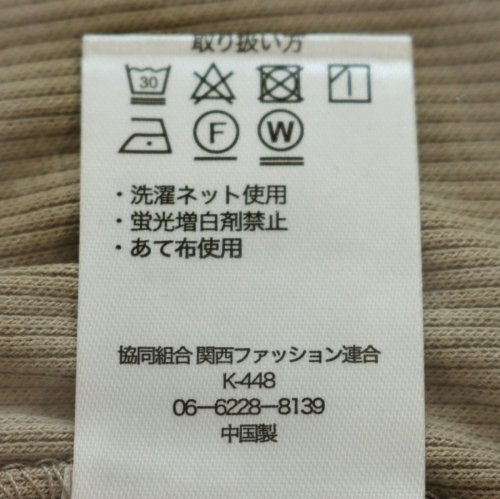 取り扱い方
30
F W
・洗濯ネット使用
・蛍光増白剤禁止
・あて布使用
協同組合 関西ファッション連合
K-448
06-6228-8139
中国製